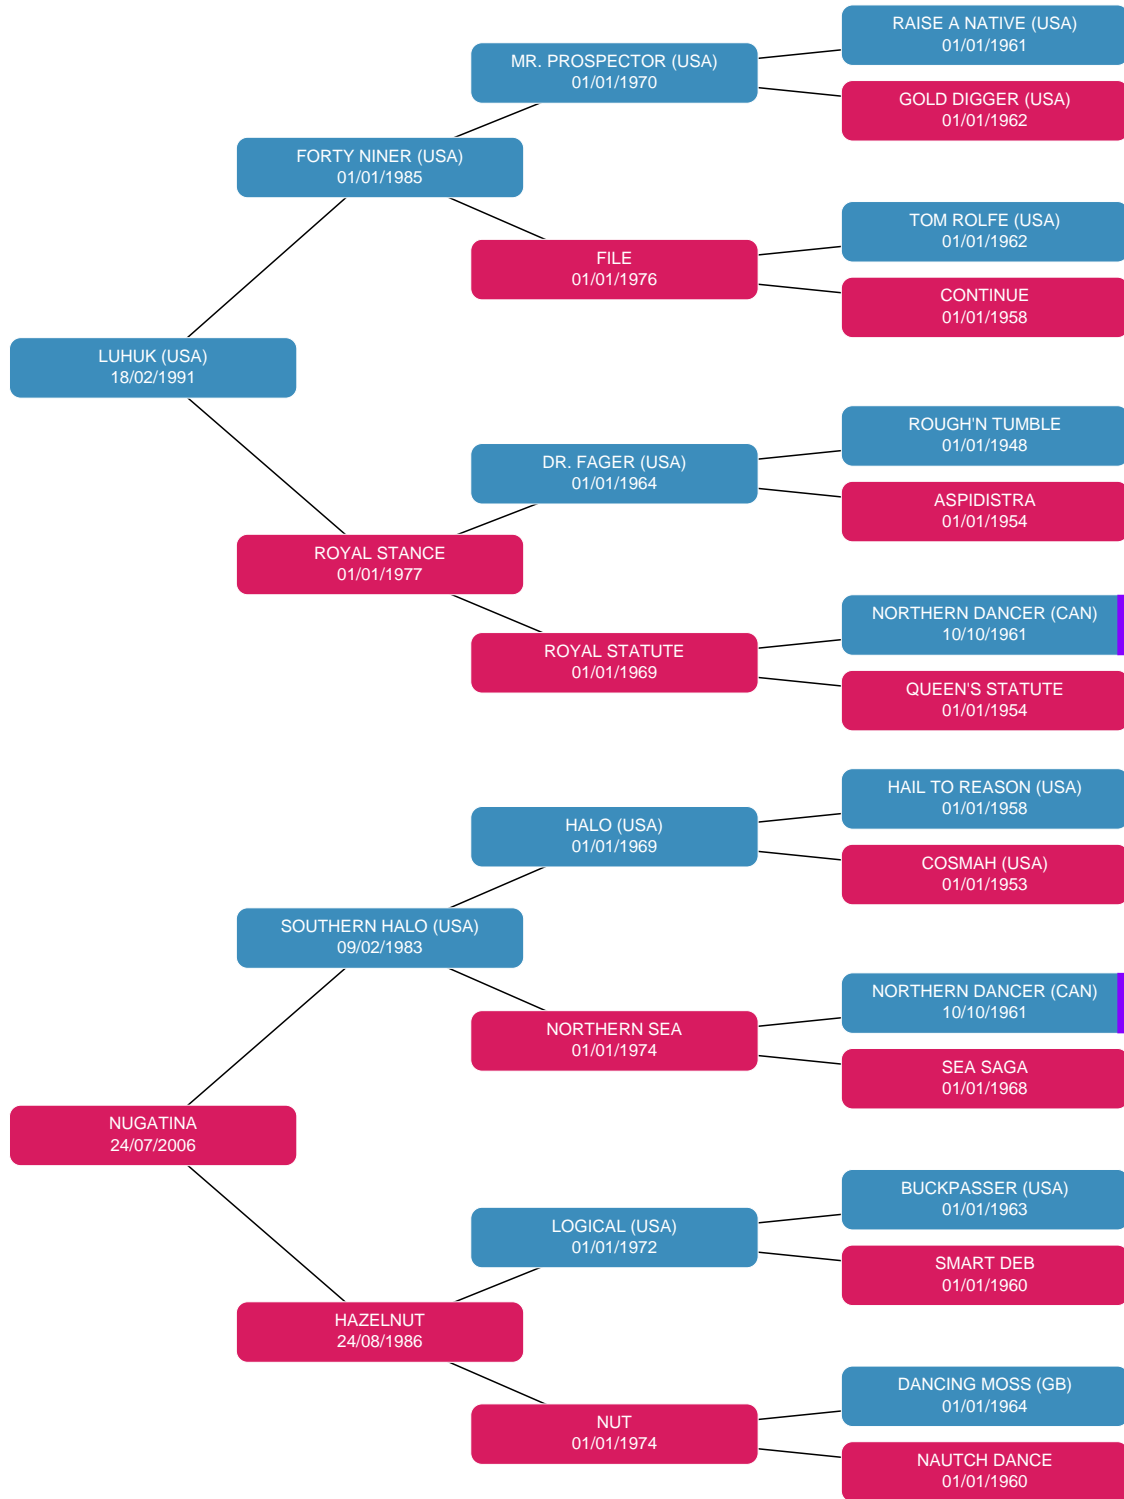 RAISE A NATIVE (USA)
01/01/1961
MR. PROSPECTOR (USA)
01/01/1970
GOLD DIGGER (USA)
01/01/1962
FORTY NINER (USA)
01/01/1985
TOM ROLFE (USA)
01/01/1962
FILE
01/01/1976
CONTINUE
01/01/1958
LUHUK (USA)
18/02/1991
ROUGH'N TUMBLE
01/01/1948
DR. FAGER (USA)
01/01/1964
ASPIDISTRA
01/01/1954
ROYAL STANCE
01/01/1977
NORTHERN DANCER (CAN)
10/10/1961
ROYAL STATUTE
01/01/1969
QUEEN'S STATUTE
01/01/1954
HAIL TO REASON (USA)
01/01/1958
HALO (USA)
01/01/1969
COSMAH (USA)
01/01/1953
SOUTHERN HALO (USA)
09/02/1983
NORTHERN DANCER (CAN)
10/10/1961
NORTHERN SEA
01/01/1974
SEA SAGA
01/01/1968
NUGATINA
24/07/2006
BUCKPASSER (USA)
01/01/1963
LOGICAL (USA)
01/01/1972
SMART DEB
01/01/1960
HAZELNUT
24/08/1986
DANCING MOSS (GB)
01/01/1964
NUT
01/01/1974
NAUTCH DANCE
01/01/1960